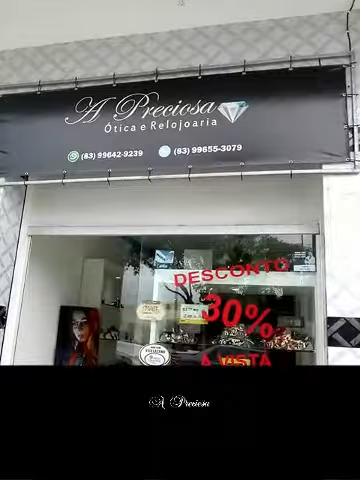 A Preciosa
Ótica e Relojoaria
(83) 99642-9239 (83) 99655-3079
DESCONTO
30%
A VISTA
A Preciosa